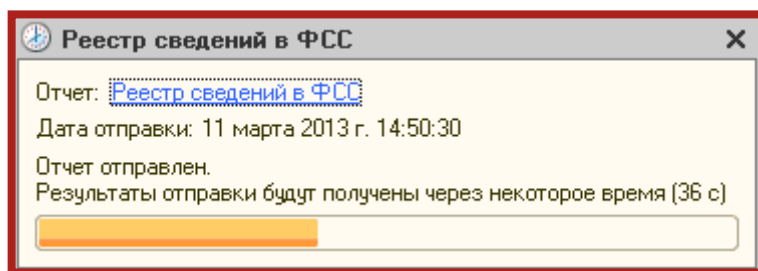 Реестр сведений в ФСС
Отчет: Реестр сведений в ФСС
Дата отправки: 11 марта 2013 г. 14:50:30
Отчет отправлен.
Результаты отправки будут получены через некоторое время (36 с)